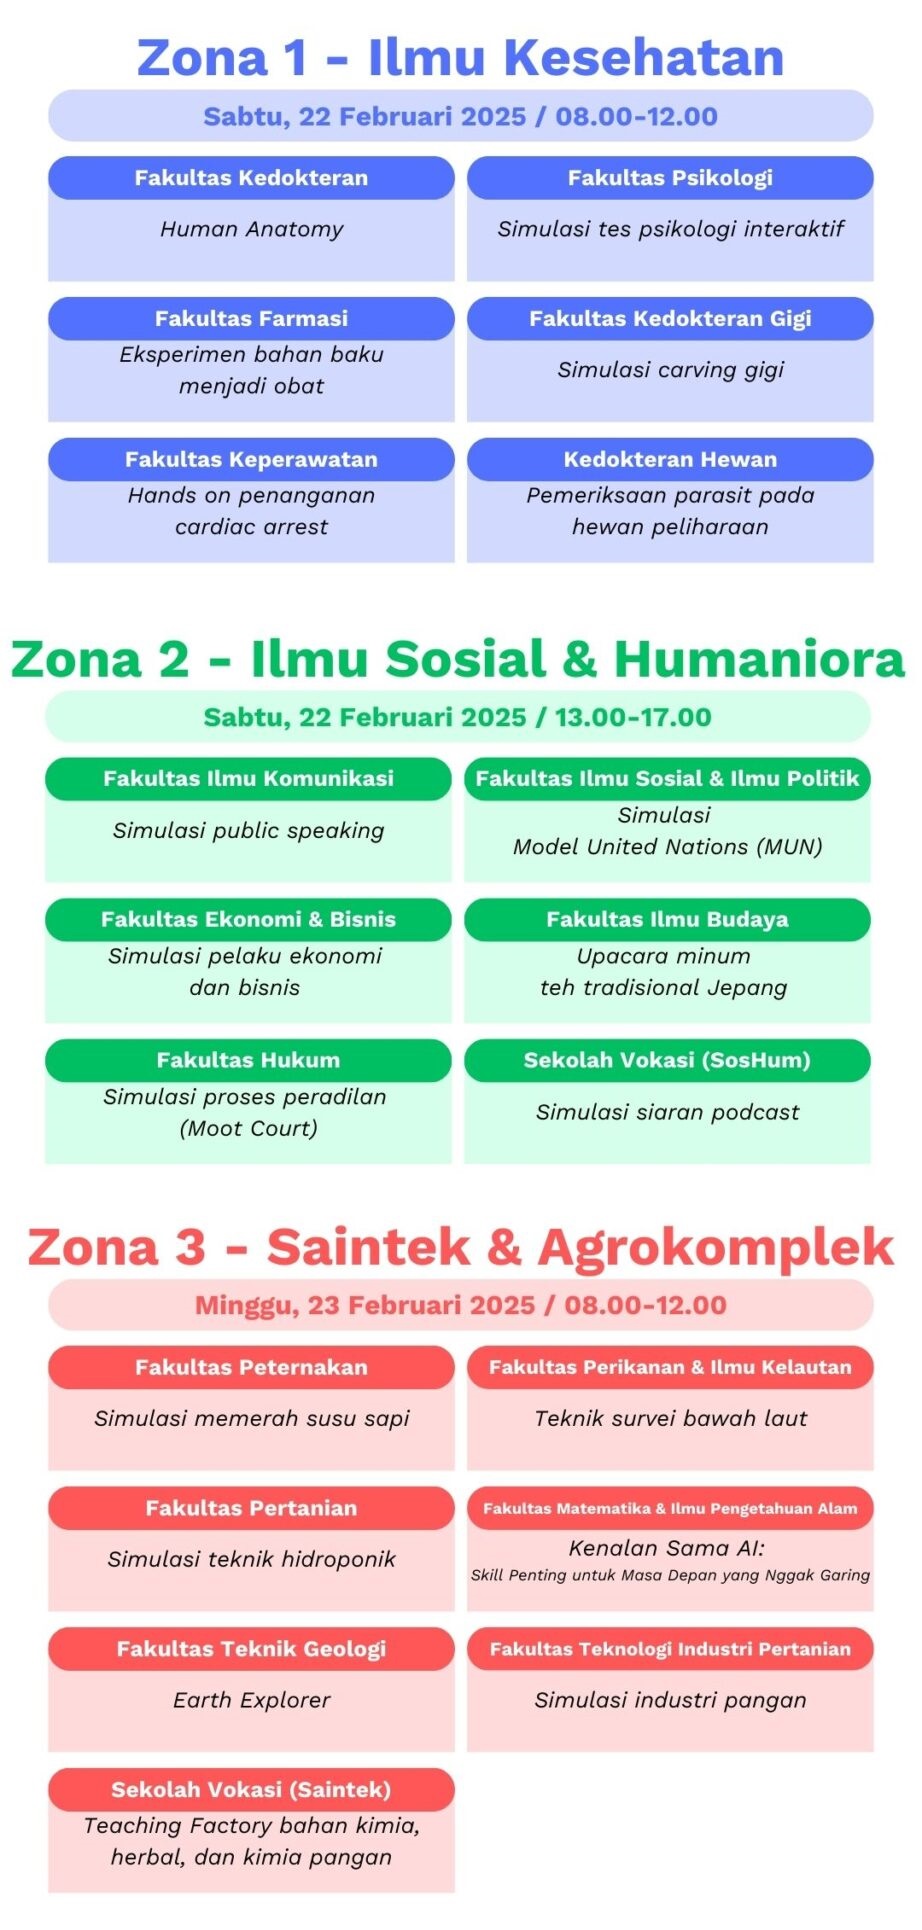 Zona 1 - Ilmu Kesehatan
Sabtu, 22 Februari 2025 / 08.00-12.00
Fakultas Kedokteran
Human Anatomy
Fakultas Psikologi
Simulasi tes psikologi interaktif
Fakultas Farmasi
Eksperimen bahan baku
menjadi obat
Fakultas Kedokteran Gigi
Simulasi carving gigi
Fakultas Keperawatan
Hands on penanganan
cardiac arrest
Kedokteran Hewan
Pemeriksaan parasit pada
hewan peliharaan
Zona 2 - Ilmu Sosial & Humaniora
Sabtu, 22 Februari 2025 / 13.00-17.00
Fakultas Ilmu Komunikasi
Simulasi public speaking
Fakultas Ilmu Sosial & Ilmu Politik
Simulasi
Model United Nations (MUN)
Fakultas Ekonomi & Bisnis
Simulasi pelaku ekonomi
dan bisnis
Fakultas Ilmu Budaya
Upacara minum
teh tradisional Jepang
Fakultas Hukum
Simulasi proses peradilan
(Moot Court)
Sekolah Vokasi (SosHum)
Simulasi siaran podcast
Zona 3 - Saintek & Agrokomplek
Minggu, 23 Februari 2025 / 08.00-12.00
Fakultas Peternakan
Simulasi memerah susu sapi
Fakultas Perikanan & Ilmu Kelautan
Teknik survei bawah laut
Fakultas Pertanian
Simulasi teknik hidroponik
Fakultas Matematika & Ilmu Pengetahuan Alam
Kenalan Sama AI:
Skill Penting untuk Masa Depan yang Nggak Garing
Fakultas Teknik Geologi
Earth Explorer
Fakultas Teknologi Industri Pertanian
Simulasi industri pangan
Sekolah Vokasi (Saintek)
Teaching Factory bahan kimia,
herbal, dan kimia pangan